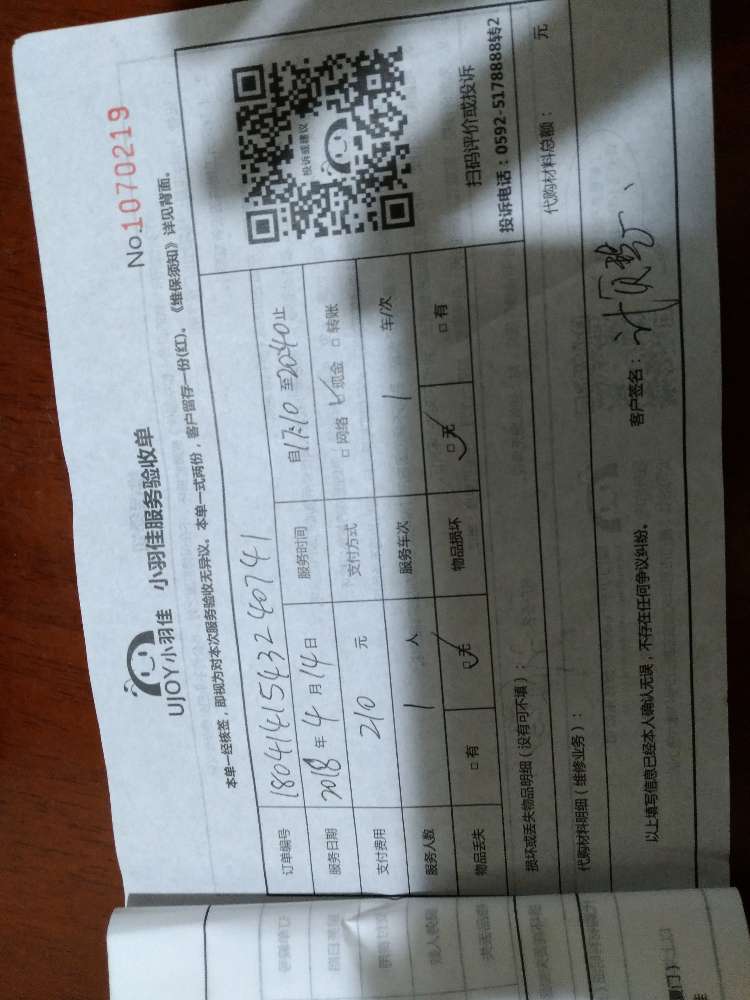 No.1070219
UJOY小羽佳 小羽佳服务验收单
本单一经核签，即视为对本次服务验收无异议。本单一式两份，客户留存一份(红)。《维保须知》详见背面。
订单编号 1804141543240741
服务日期 2018年4月14日 服务时间 自17:10至20:40止
支付费用 210 元 支付方式 □网络 ✓现金 □转账
服务人数 1 人 服务车次 1 车/次
物品丢失 □有 ☑无 物品损坏 ☑无 □有
投诉或建议
扫码评价或投诉
投诉电话：0592-5178888转2
损坏或丢失物品明细（没有可不填）：
代购材料明细（维修业务）： 代购材料总额： 元
以上填写信息已经本人确认无误，不存在任何争议纠纷。 客户签名：